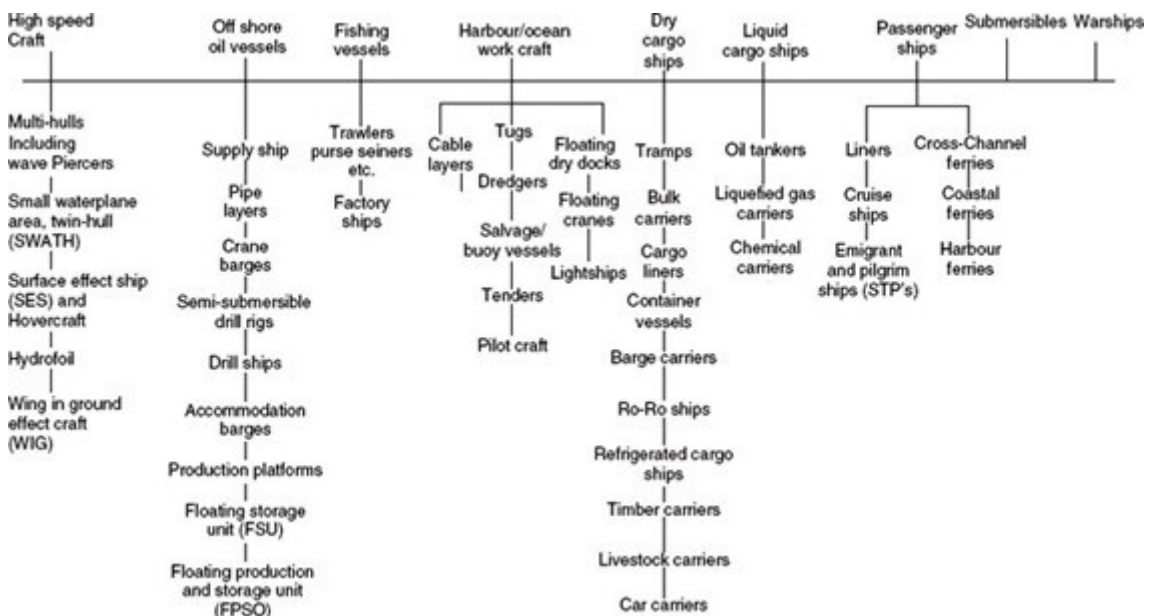 High speed
Craft
Off shore
oil vessels
Fishing
vessels
Harbour/ocean
work craft
Dry
cargo
ships
Liquid
cargo ships
Passenger
ships
Submersibles
Warships
Multi-hulls
Including
wave Piercers
Small waterplane
area, twin-hull
(SWATH)
Surface effect ship
(SES) and
Hovercraft
Hydrofoil
Wing in ground
effect craft
(WIG)
Supply ship
Pipe
layers
Crane
barges
Semi-submersible
drill rigs
Drill ships
Accommodation
barges
Production platforms
Floating storage
unit (FSU)
Floating production
and storage unit
(FPSO)
Trawlers
purse seiners
etc.
Factory
ships
Cable
layers
Tugs
Dredgers
Salvage/
buoy vessels
Tenders
Pilot craft
Floating
dry docks
Floating
cranes
Lightships
Tramps
Bulk
carriers
Cargo
liners
Container
vessels
Barge carriers
Ro-Ro ships
Refrigerated cargo
ships
Timber carriers
Livestock carriers
Car carriers
Oil tankers
Liquefied gas
carriers
Chemical
carriers
Liners
Cruise
ships
Emigrant
and pilgrim
ships (STP's)
Cross-Channel
ferries
Coastal
ferries
Harbour
ferries